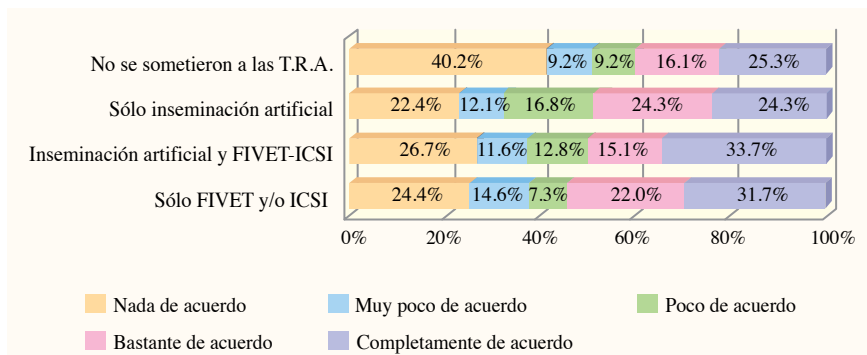 No se sometieron a las T.R.A. 40.2% 9.2% 9.2% 16.1% 25.3%
Sólo inseminación artificial 22.4% 12.1% 16.8% 24.3% 24.3%
Inseminación artificial y FIVET-ICSI 26.7% 11.6% 12.8% 15.1% 33.7%
Sólo FIVET y/o ICSI 24.4% 14.6% 7.3% 22.0% 31.7%
0% 20% 40% 60% 80% 100%
Nada de acuerdo Muy poco de acuerdo Poco de acuerdo
Bastante de acuerdo Completamente de acuerdo